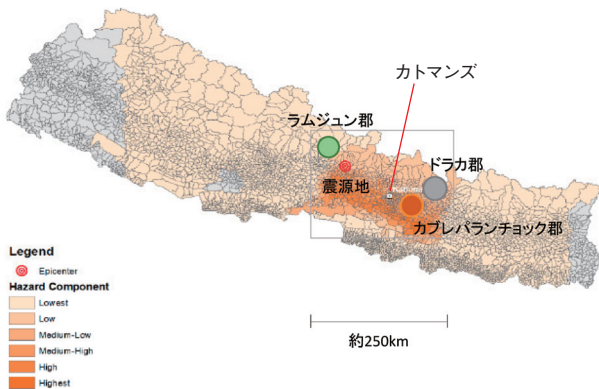 カトマンズ
ラムジュン郡
ドラカ郡
震源地
カブレパランチョック郡
Legend
Epicenter
Hazard Component
Lowest
Low
Medium-Low
Medium-High
High
Highest
約250km